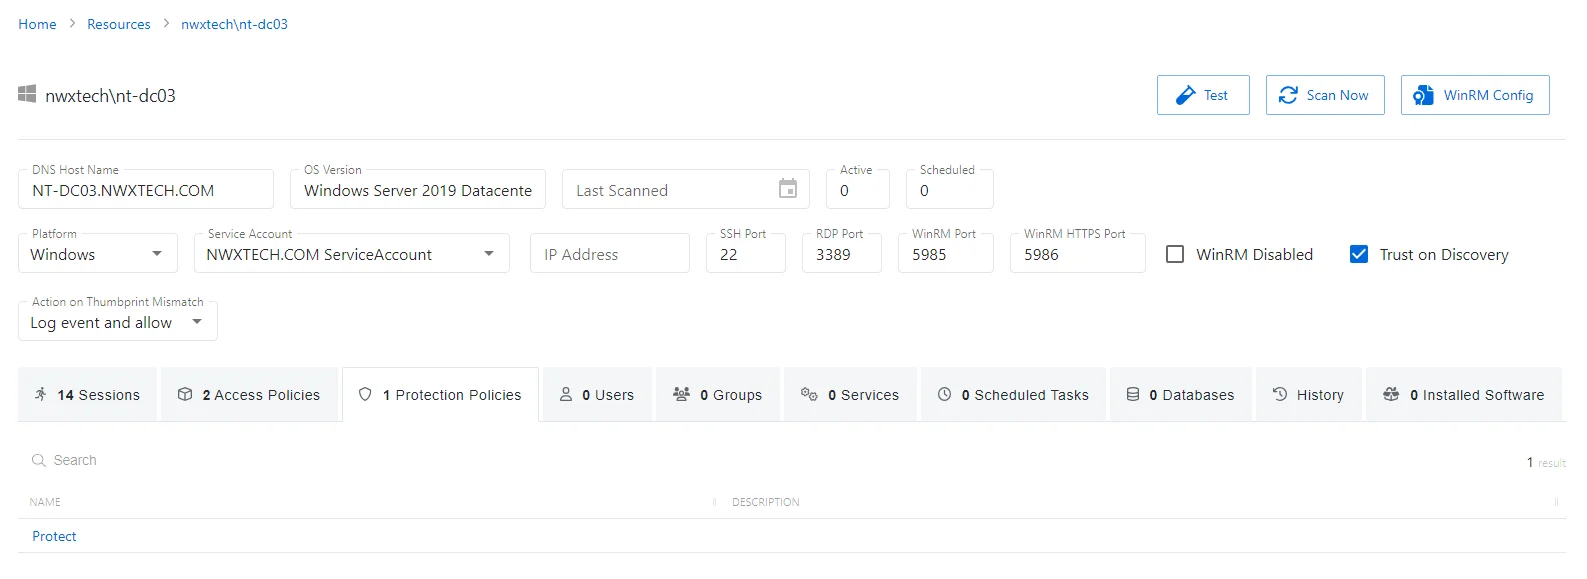 Home > Resources > nwxtech\nt-dc03
nwxtech\nt-dc03
Test
Scan Now
WinRM Config
DNS Host Name
NT-DC03.NWXTECH.COM
OS Version
Windows Server 2019 Datacente
Last Scanned
Active
0
Scheduled
0
Platform
Windows
Service Account
NWXTECH.COM ServiceAccount
IP Address
SSH Port
22
RDP Port
3389
WinRM Port
5985
WinRM HTTPS Port
5986
WinRM Disabled
Trust on Discovery
Action on Thumbprint Mismatch
Log event and allow
14 Sessions
2 Access Policies
1 Protection Policies
0 Users
0 Groups
0 Services
0 Scheduled Tasks
0 Databases
History
0 Installed Software
Search
1 result
NAME
DESCRIPTION
Protect